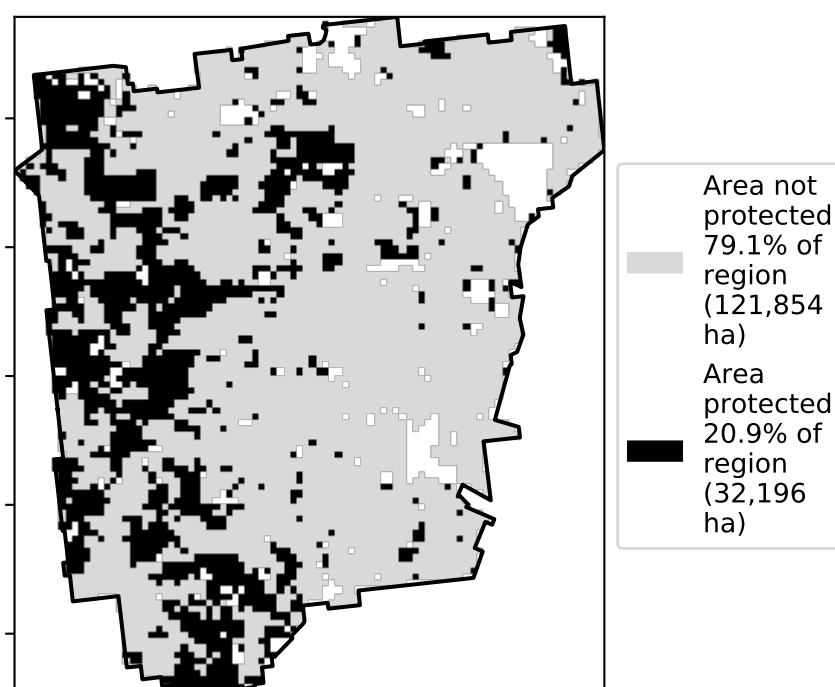 Area not
protected
79.1% of
region
(121,854
ha)
Area
protected
20.9% of
region
(32,196
ha)